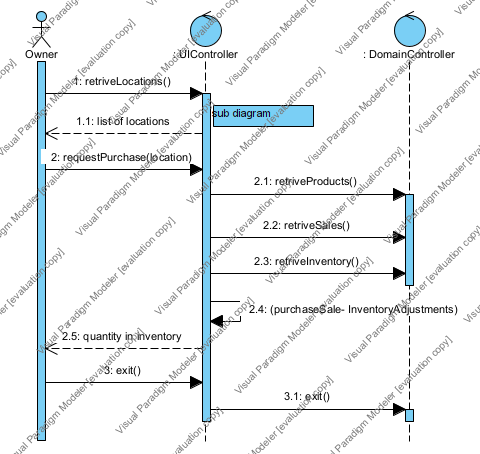 Owner
: UIController
: DomainController
1: retriveLocations()
sub diagram
1.1: list of locations
2: requestPurchase(location)
2.1: retriveProducts()
2.2: retriveSales()
2.3: retriveInventory()
2.4: (purchaseSale- InventoryAdjustments)
2.5: quantity in inventory
3: exit()
3.1: exit()
Visual Paradigm Modeler [evaluation copy]